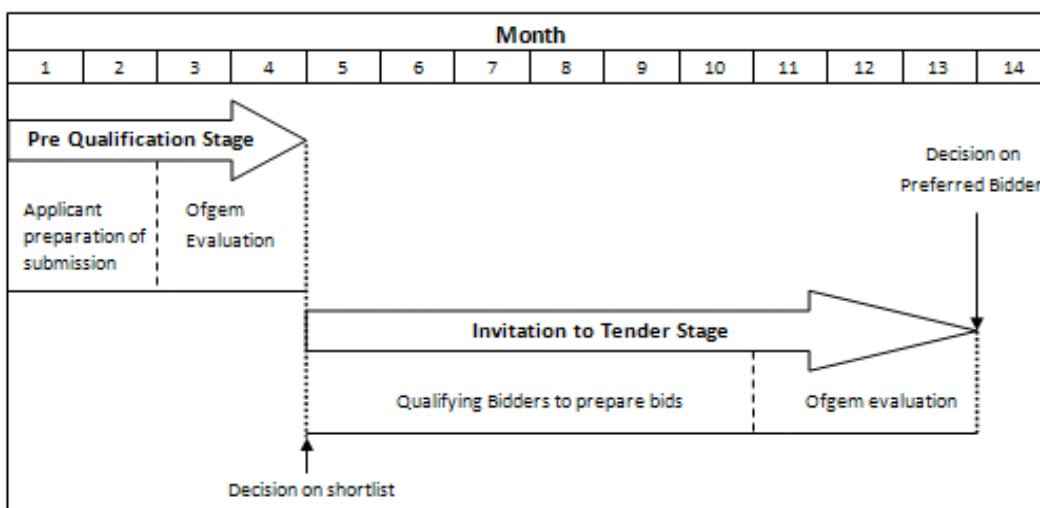 Month
1 2 3 4 5 6 7 8 9 10 11 12 13 14
Pre Qualification Stage
Decision on
Preferred Bidder
Applicant
preparation of
submission
Ofgem
Evaluation
Invitation to Tender Stage
Qualifying Bidders to prepare bids
Ofgem evaluation
Decision on shortlist